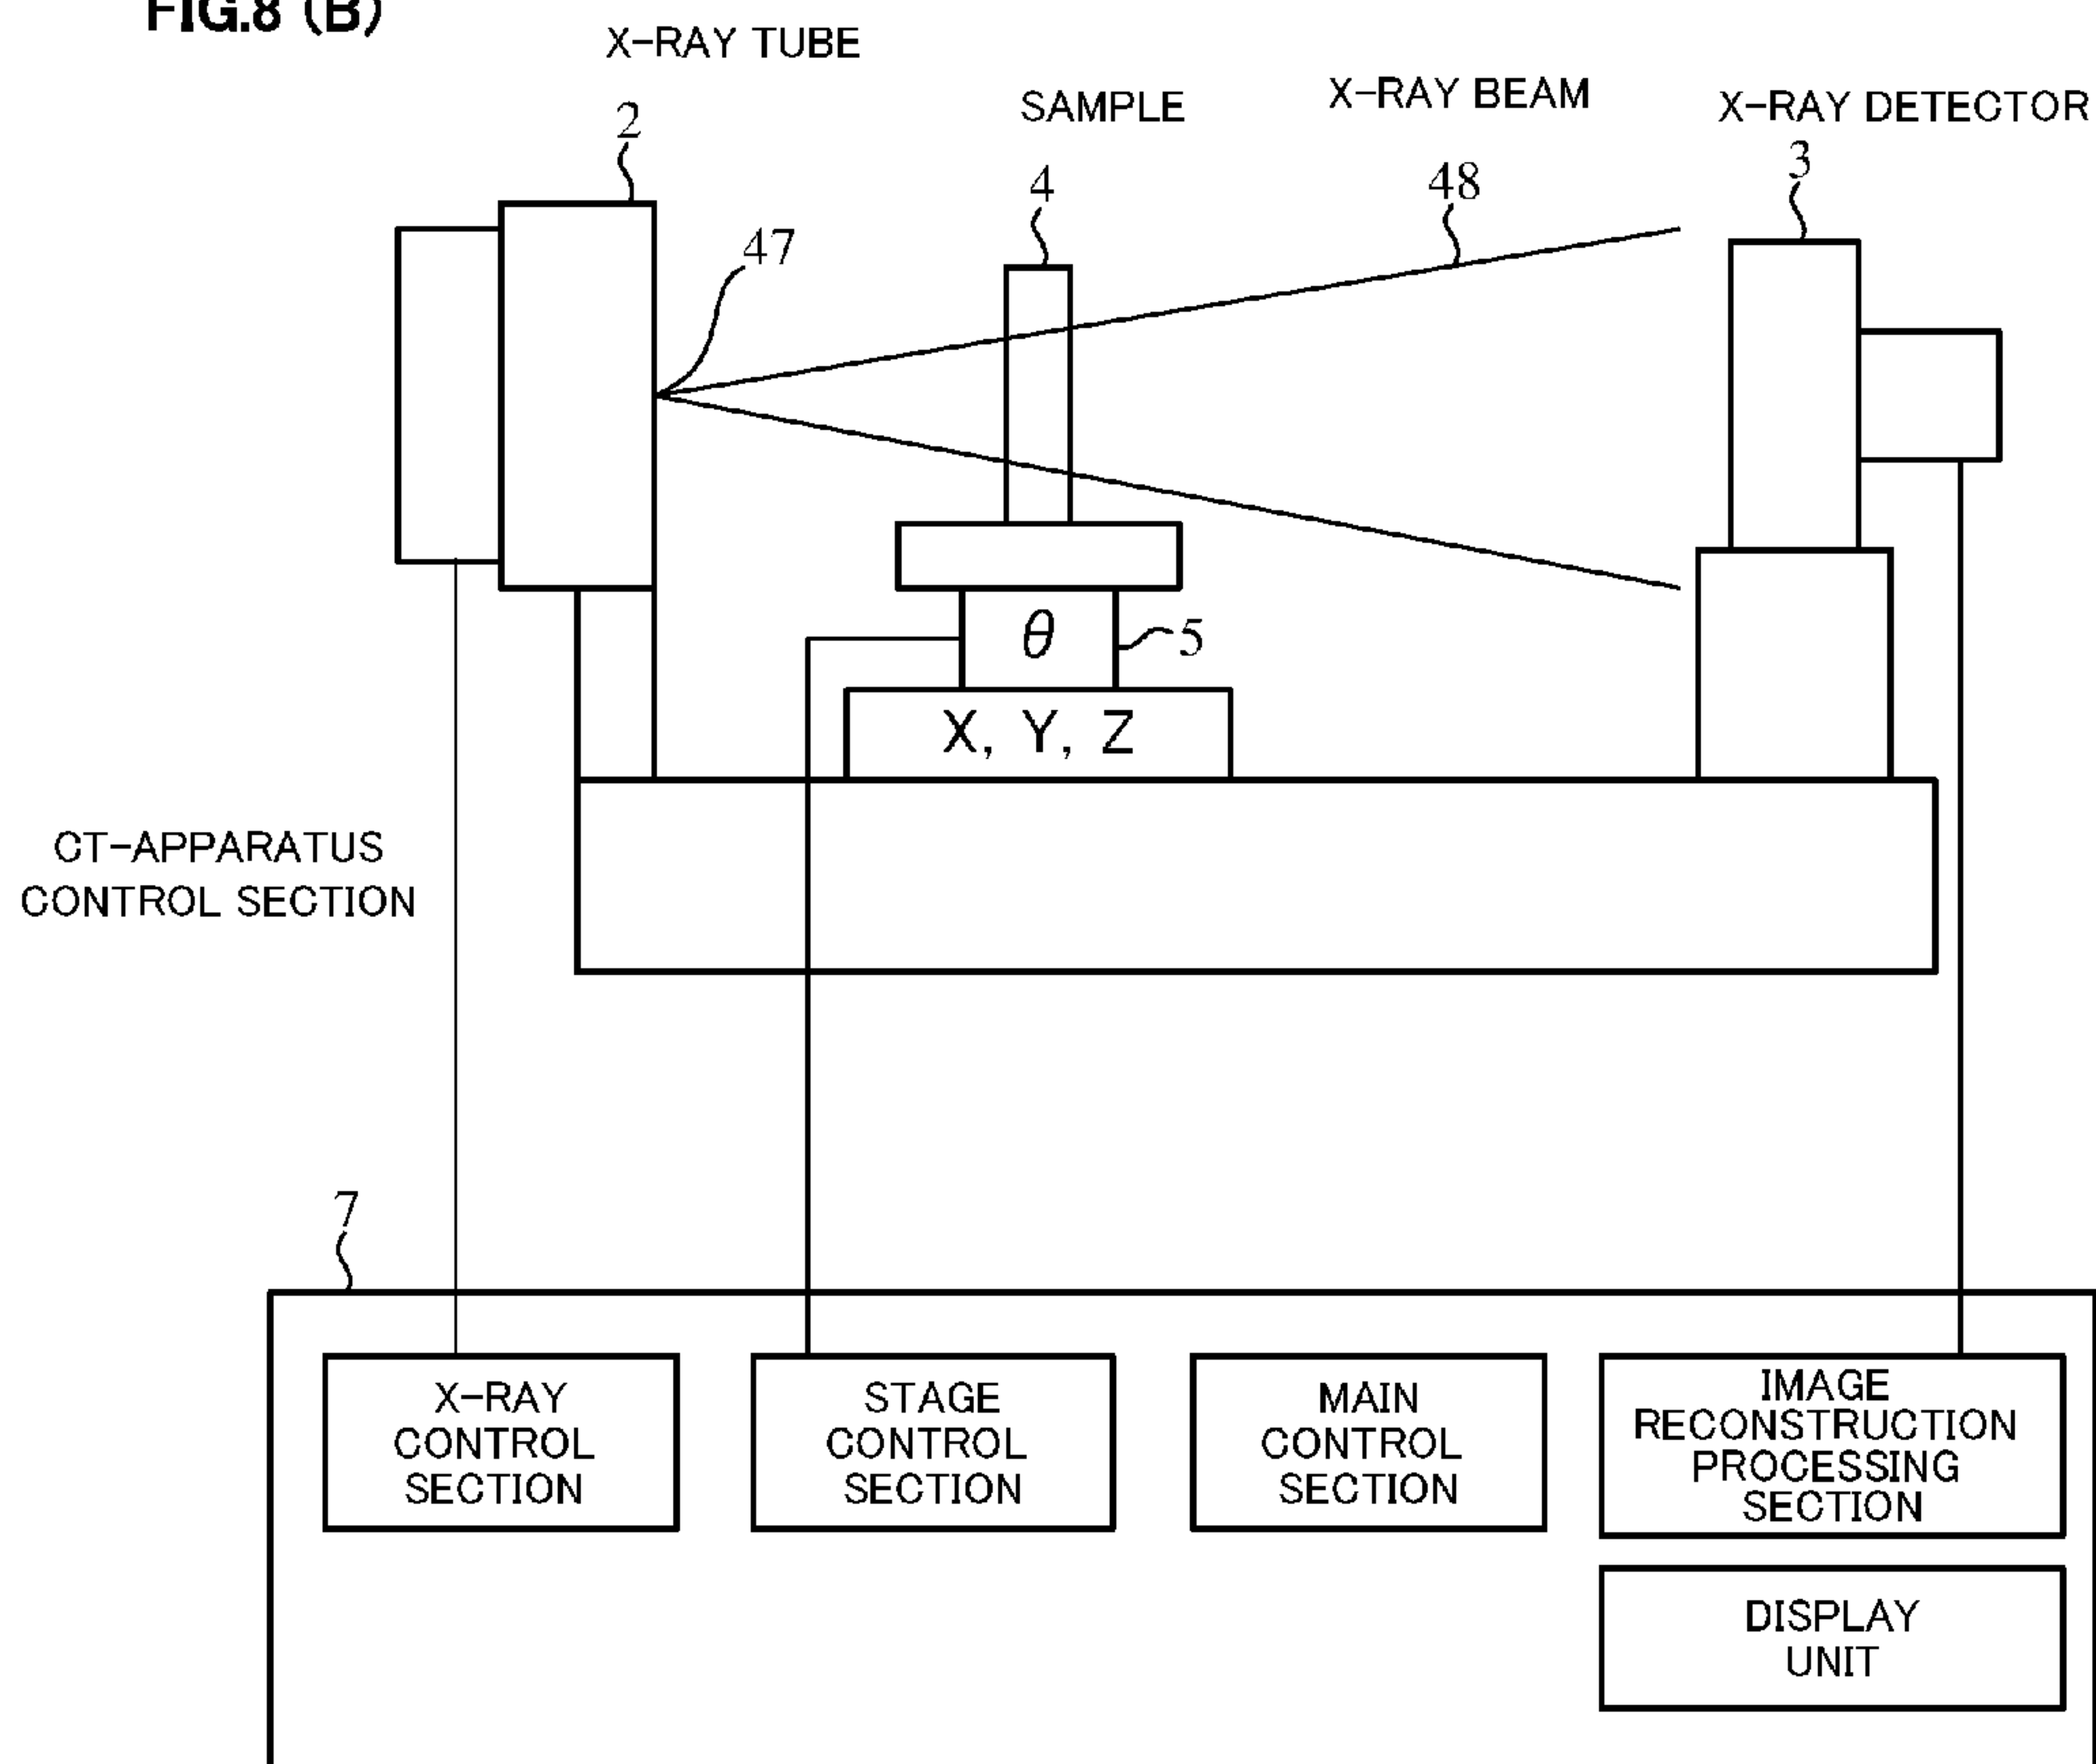 FIG.8 (B)
X-RAY TUBE
SAMPLE
X-RAY BEAM
X-RAY DETECTOR
2
4
48
3
47
θ
5
X, Y, Z
CT-APPARATUS
CONTROL SECTION
7
X-RAY
CONTROL
SECTION
STAGE
CONTROL
SECTION
MAIN
CONTROL
SECTION
IMAGE
RECONSTRUCTION
PROCESSING
SECTION
DISPLAY
UNIT